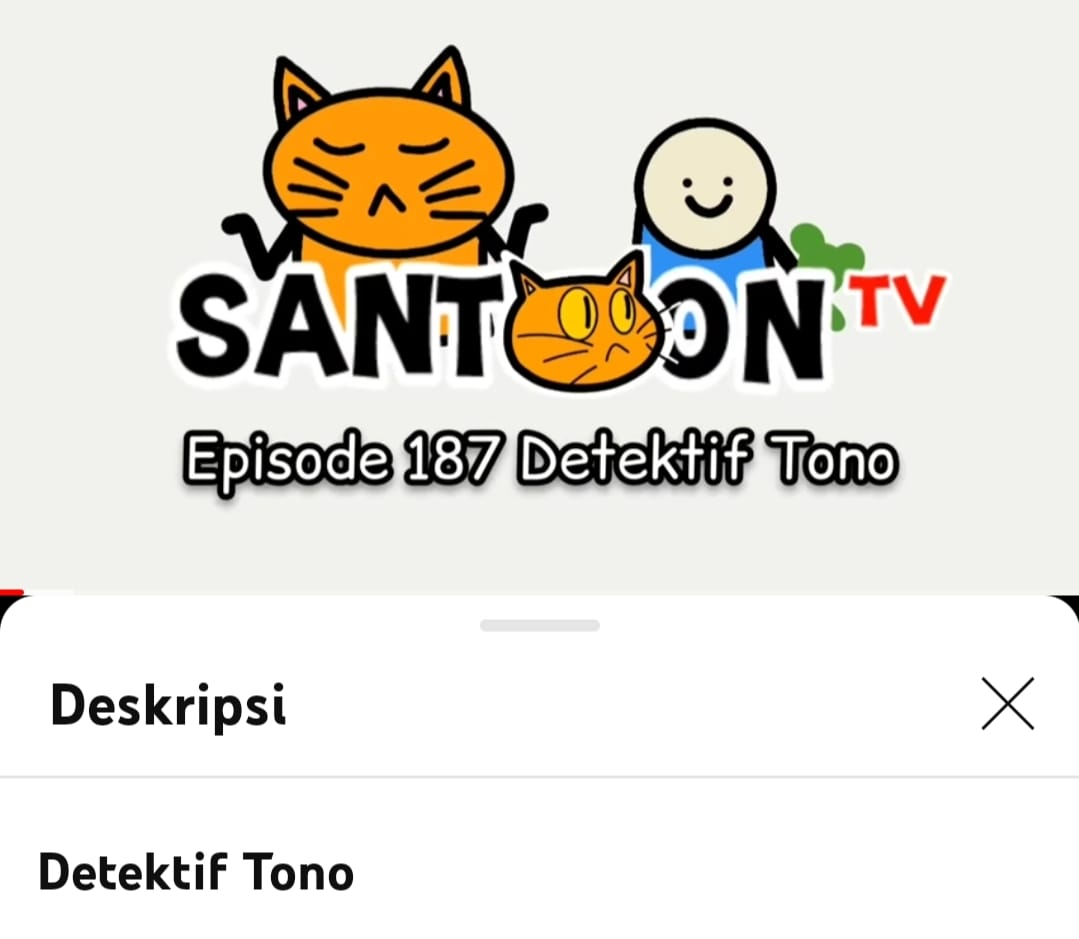 SANTOON TV
Episode 187 Detektif Tono
Deskripsi
Detektif Tono